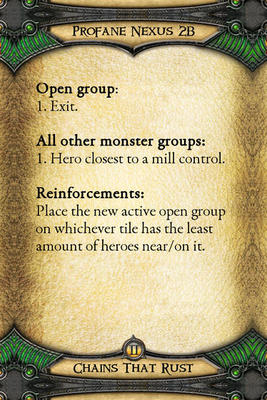 Profane Nexus 2B
Open group:
1. Exit.
All other monster groups:
1. Hero closest to a mill control.
Reinforcements:
Place the new active open group
on whichever tile has the least
amount of heroes near/on it.
II
Chains That Rust